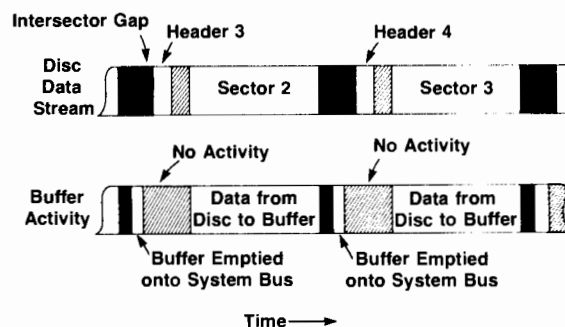 Intersector Gap
Header 3
Header 4
Disc
Data
Stream
Sector 2
Sector 3
No Activity
No Activity
Buffer
Activity
Data from
Disc to Buffer
Data from
Disc to Buffer
Buffer Emptied
onto System Bus
Buffer Emptied
onto System Bus
Time